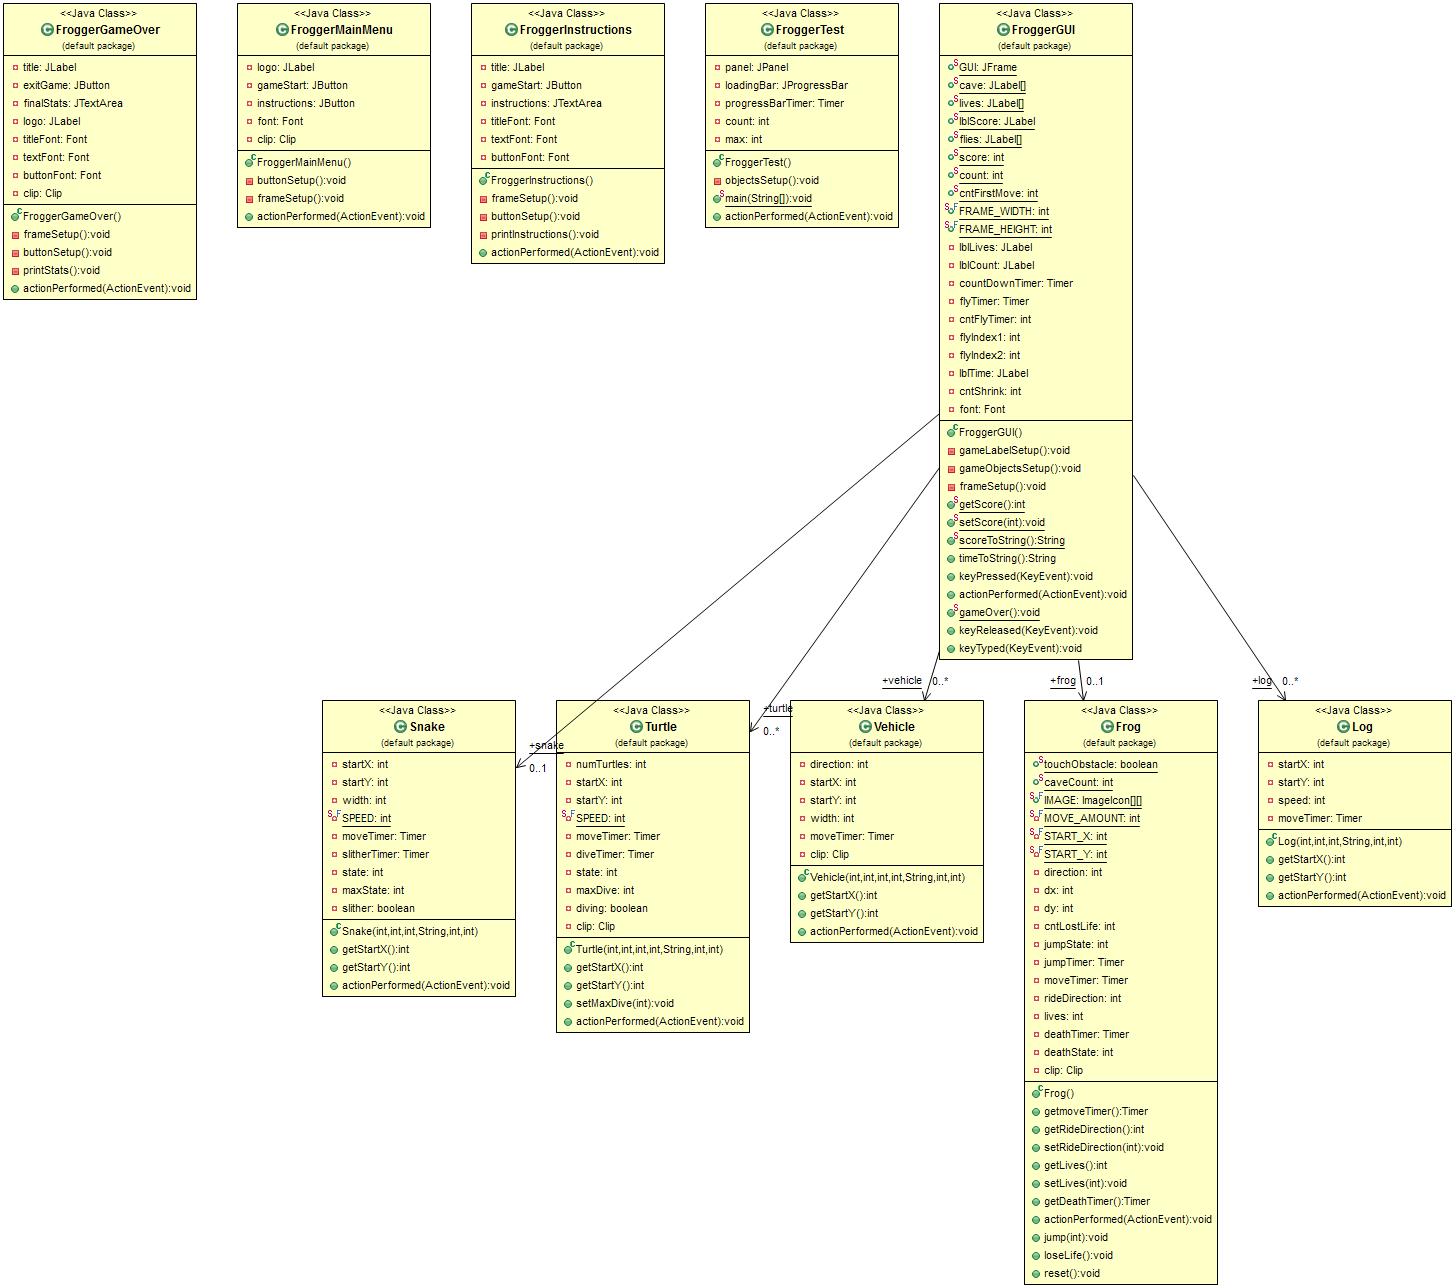 <<Java Class>>
FroggerGameOver
(default package)
title: JLabel
exitGame: JButton
finalStats: JTextArea
logo: JLabel
titleFont: Font
textFont: Font
buttonFont: Font
clip: Clip
FroggerGameOver()
frameSetup():void
buttonSetup():void
printStats():void
actionPerformed(ActionEvent):void
<<Java Class>>
FroggerMainMenu
(default package)
logo: JLabel
gameStart: JButton
instructions: JButton
font: Font
clip: Clip
FroggerMainMenu()
buttonSetup():void
frameSetup():void
actionPerformed(ActionEvent):void
<<Java Class>>
FroggerInstructions
(default package)
title: JLabel
gameStart: JButton
instructions: JTextArea
titleFont: Font
textFont: Font
buttonFont: Font
FroggerInstructions()
frameSetup():void
buttonSetup():void
printInstructions():void
actionPerformed(ActionEvent):void
<<Java Class>>
FroggerTest
(default package)
panel: JPanel
loadingBar: JProgressBar
progressBarTimer: Timer
count: int
max: int
FroggerTest()
objectsSetup():void
main(String[]):void
actionPerformed(ActionEvent):void
<<Java Class>>
FroggerGUI
(default package)
GUI: JFrame
cave: JLabel[]
lives: JLabel[]
lblScore: JLabel
flies: JLabel[]
score: int
count: int
cntFirstMove: int
FRAME_WIDTH: int
FRAME_HEIGHT: int
lblLives: JLabel
lblCount: JLabel
countDownTimer: Timer
flyTimer: Timer
cntFlyTimer: int
flyIndex1: int
flyIndex2: int
lblTime: JLabel
cntShrink: int
font: Font
FroggerGUI()
gameLabelSetup():void
gameObjectsSetup():void
frameSetup():void
getScore():int
setScore(int):void
scoreToString():String
timeToString():String
keyPressed(KeyEvent):void
actionPerformed(ActionEvent):void
gameOver():void
keyReleased(KeyEvent):void
keyTyped(KeyEvent):void
+snake
0..1
+turtle
0..*
+vehicle 0..*
+frog 0..1
+log 0..*
<<Java Class>>
Snake
(default package)
startX: int
startY: int
width: int
SPEED: int
moveTimer: Timer
slitherTimer: Timer
state: int
maxState: int
slither: boolean
Snake(int,int,int,String,int,int)
getStartX():int
getStartY():int
actionPerformed(ActionEvent):void
<<Java Class>>
Turtle
(default package)
numTurtles: int
startX: int
startY: int
SPEED: int
moveTimer: Timer
diveTimer: Timer
state: int
maxDive: int
diving: boolean
clip: Clip
Turtle(int,int,int,int,String,int,int)
getStartX():int
getStartY():int
setMaxDive(int):void
actionPerformed(ActionEvent):void
<<Java Class>>
Vehicle
(default package)
direction: int
startX: int
startY: int
width: int
moveTimer: Timer
clip: Clip
Vehicle(int,int,int,int,String,int,int)
getStartX():int
getStartY():int
actionPerformed(ActionEvent):void
<<Java Class>>
Frog
(default package)
touchObstacle: boolean
caveCount: int
IMAGE: ImageIcon[][]
MOVE_AMOUNT: int
START_X: int
START_Y: int
direction: int
dx: int
dy: int
cntLostLife: int
jumpState: int
jumpTimer: Timer
moveTimer: Timer
rideDirection: int
lives: int
deathTimer: Timer
deathState: int
clip: Clip
Frog()
getmoveTimer():Timer
getRideDirection():int
setRideDirection(int):void
getLives():int
setLives(int):void
getDeathTimer():Timer
actionPerformed(ActionEvent):void
jump(int):void
loseLife():void
reset():void
<<Java Class>>
Log
(default package)
startX: int
startY: int
speed: int
moveTimer: Timer
Log(int,int,int,String,int,int)
getStartX():int
getStartY():int
actionPerformed(ActionEvent):void